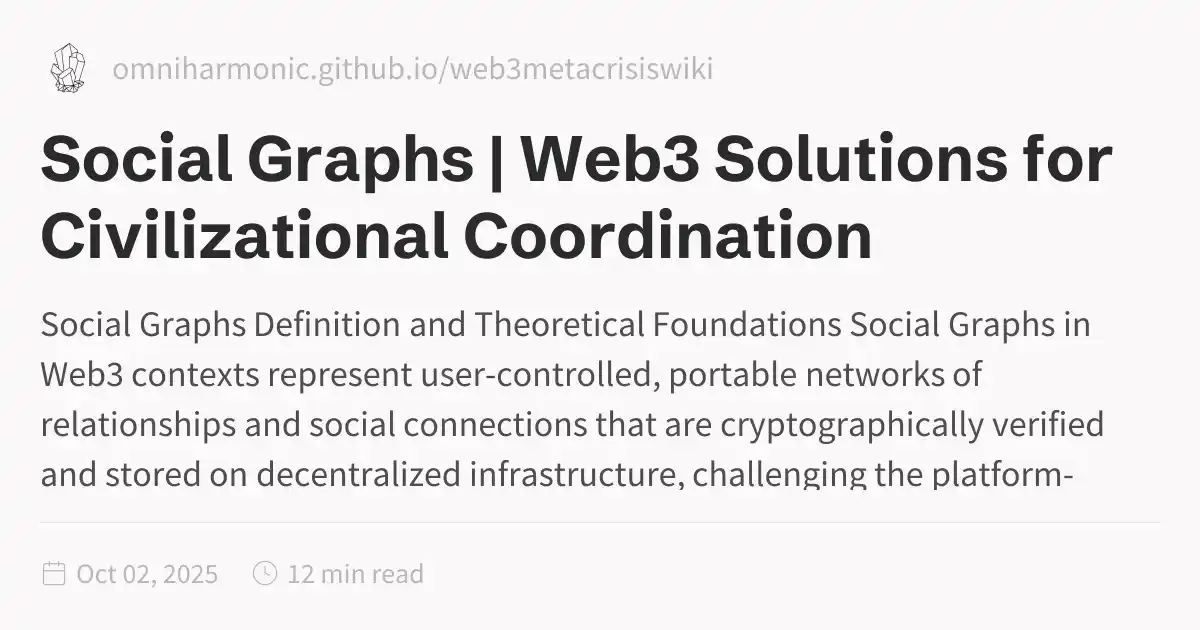 omniharmonic.github.io/web3metacrisiswiki
Social Graphs | Web3 Solutions for
Civilizational Coordination
Social Graphs Definition and Theoretical Foundations Social Graphs in
Web3 contexts represent user-controlled, portable networks of
relationships and social connections that are cryptographically verified
and stored on decentralized infrastructure, challenging the platform-
Oct 02, 2025
12 min read